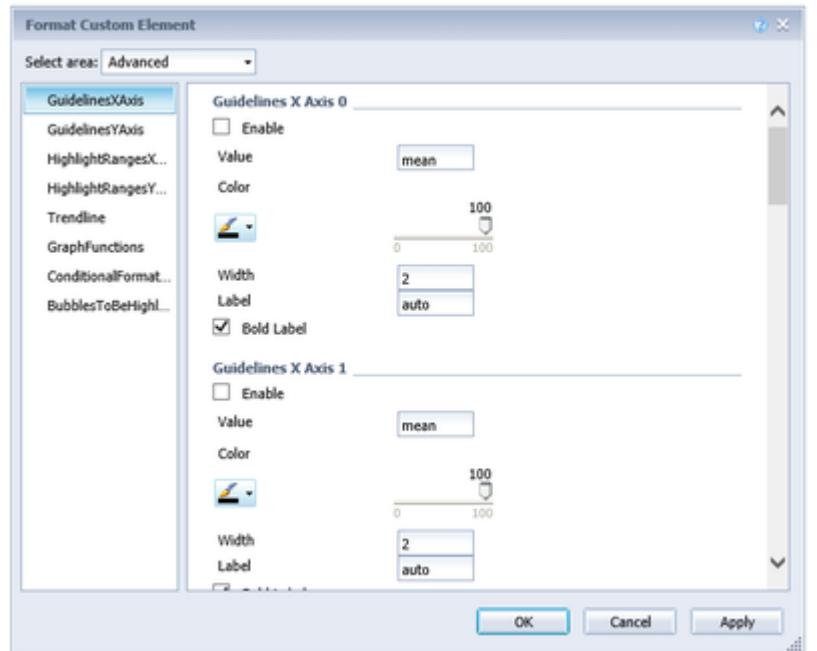 Format Custom Element
Select area: Advanced
GuidelinesXAxis
GuidelinesYAxis
HighlightRangesX...
HighlightRangesY...
Trendline
GraphFunctions
ConditionalFormat...
BubblesToBeHighl...
Guidelines X Axis 0
Enable
Value mean
Color
100
0 100
Width 2
Label auto
Bold Label
Guidelines X Axis 1
Enable
Value mean
Color
100
0 100
Width 2
Label auto
OK Cancel Apply